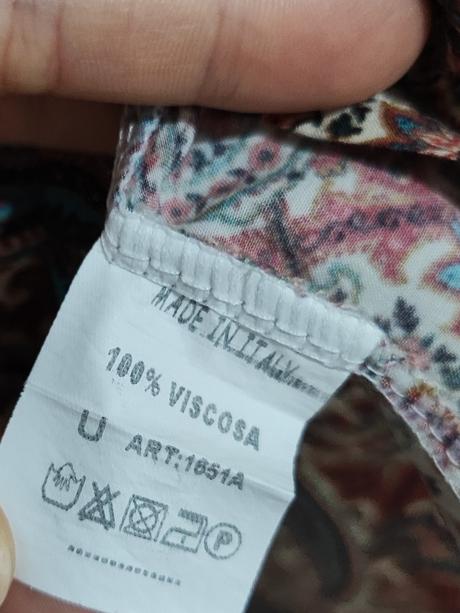 MADE IN ITALY
100% VISCOSA
U ART:1651A
P